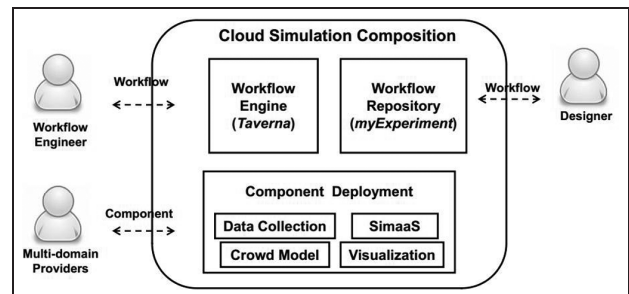 Cloud Simulation Composition
Workflow
Workflow
Engineer
Workflow
Engine
(Taverna)
Workflow
Repository
(myExperiment)
Workflow
Designer
Component
Multi-domain
Providers
Component Deployment
Data Collection
SimaaS
Crowd Model
Visualization